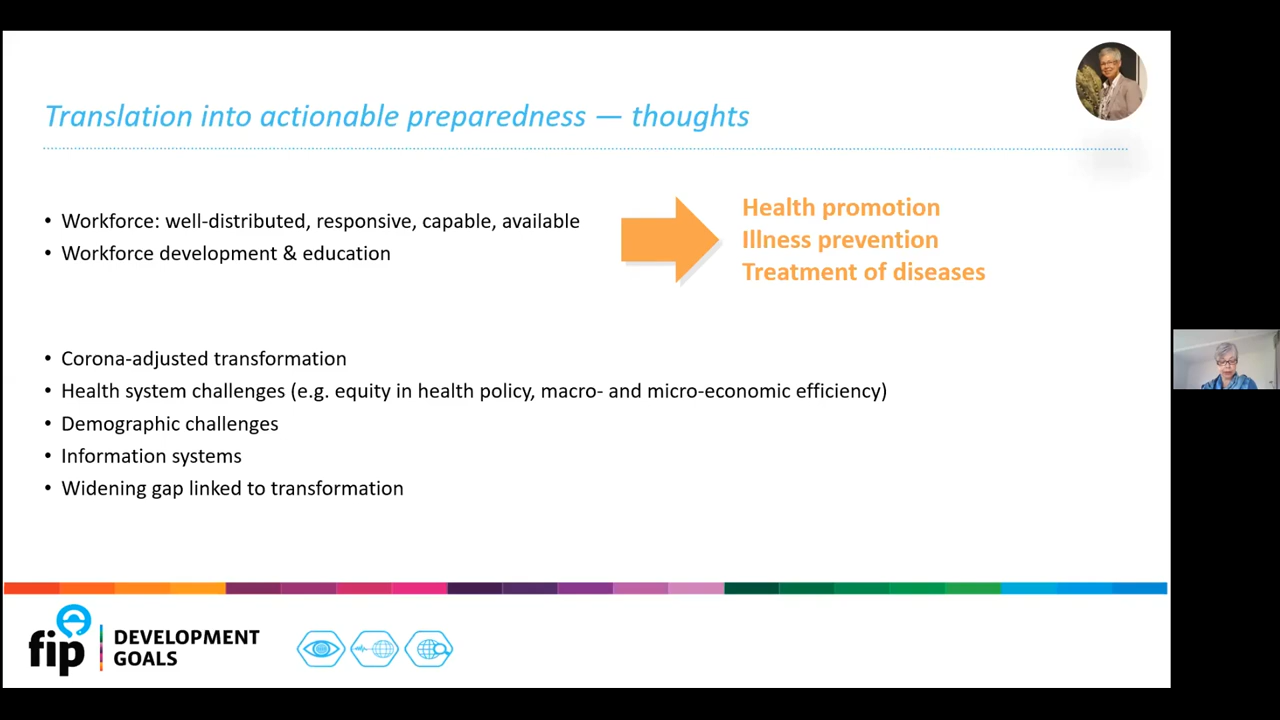 Translation into actionable preparedness — thoughts
• Workforce: well-distributed, responsive, capable, available
• Workforce development & education
Health promotion
Illness prevention
Treatment of diseases
• Corona-adjusted transformation
• Health system challenges (e.g. equity in health policy, macro- and micro-economic efficiency)
• Demographic challenges
• Information systems
• Widening gap linked to transformation
fip
DEVELOPMENT
GOALS